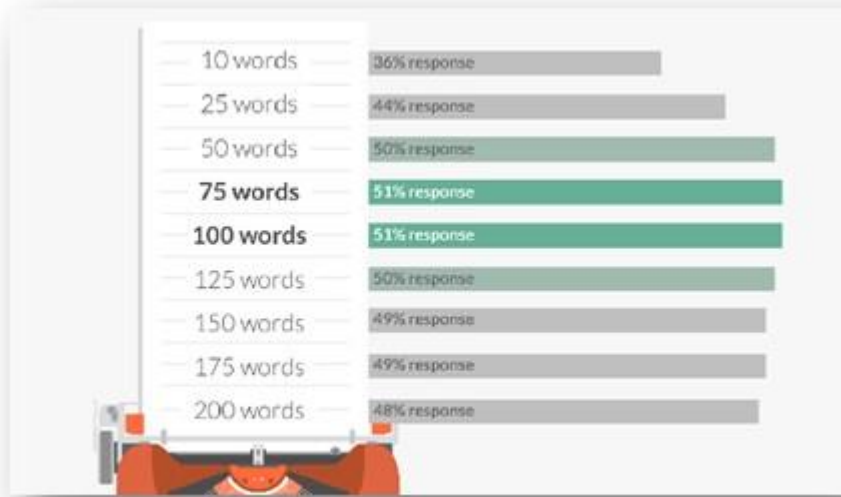 10 words 36% response
25 words 44% response
50 words 50% response
75 words 51% response
100 words 51% response
125 words 50% response
150 words 49% response
175 words 49% response
200 words 48% response